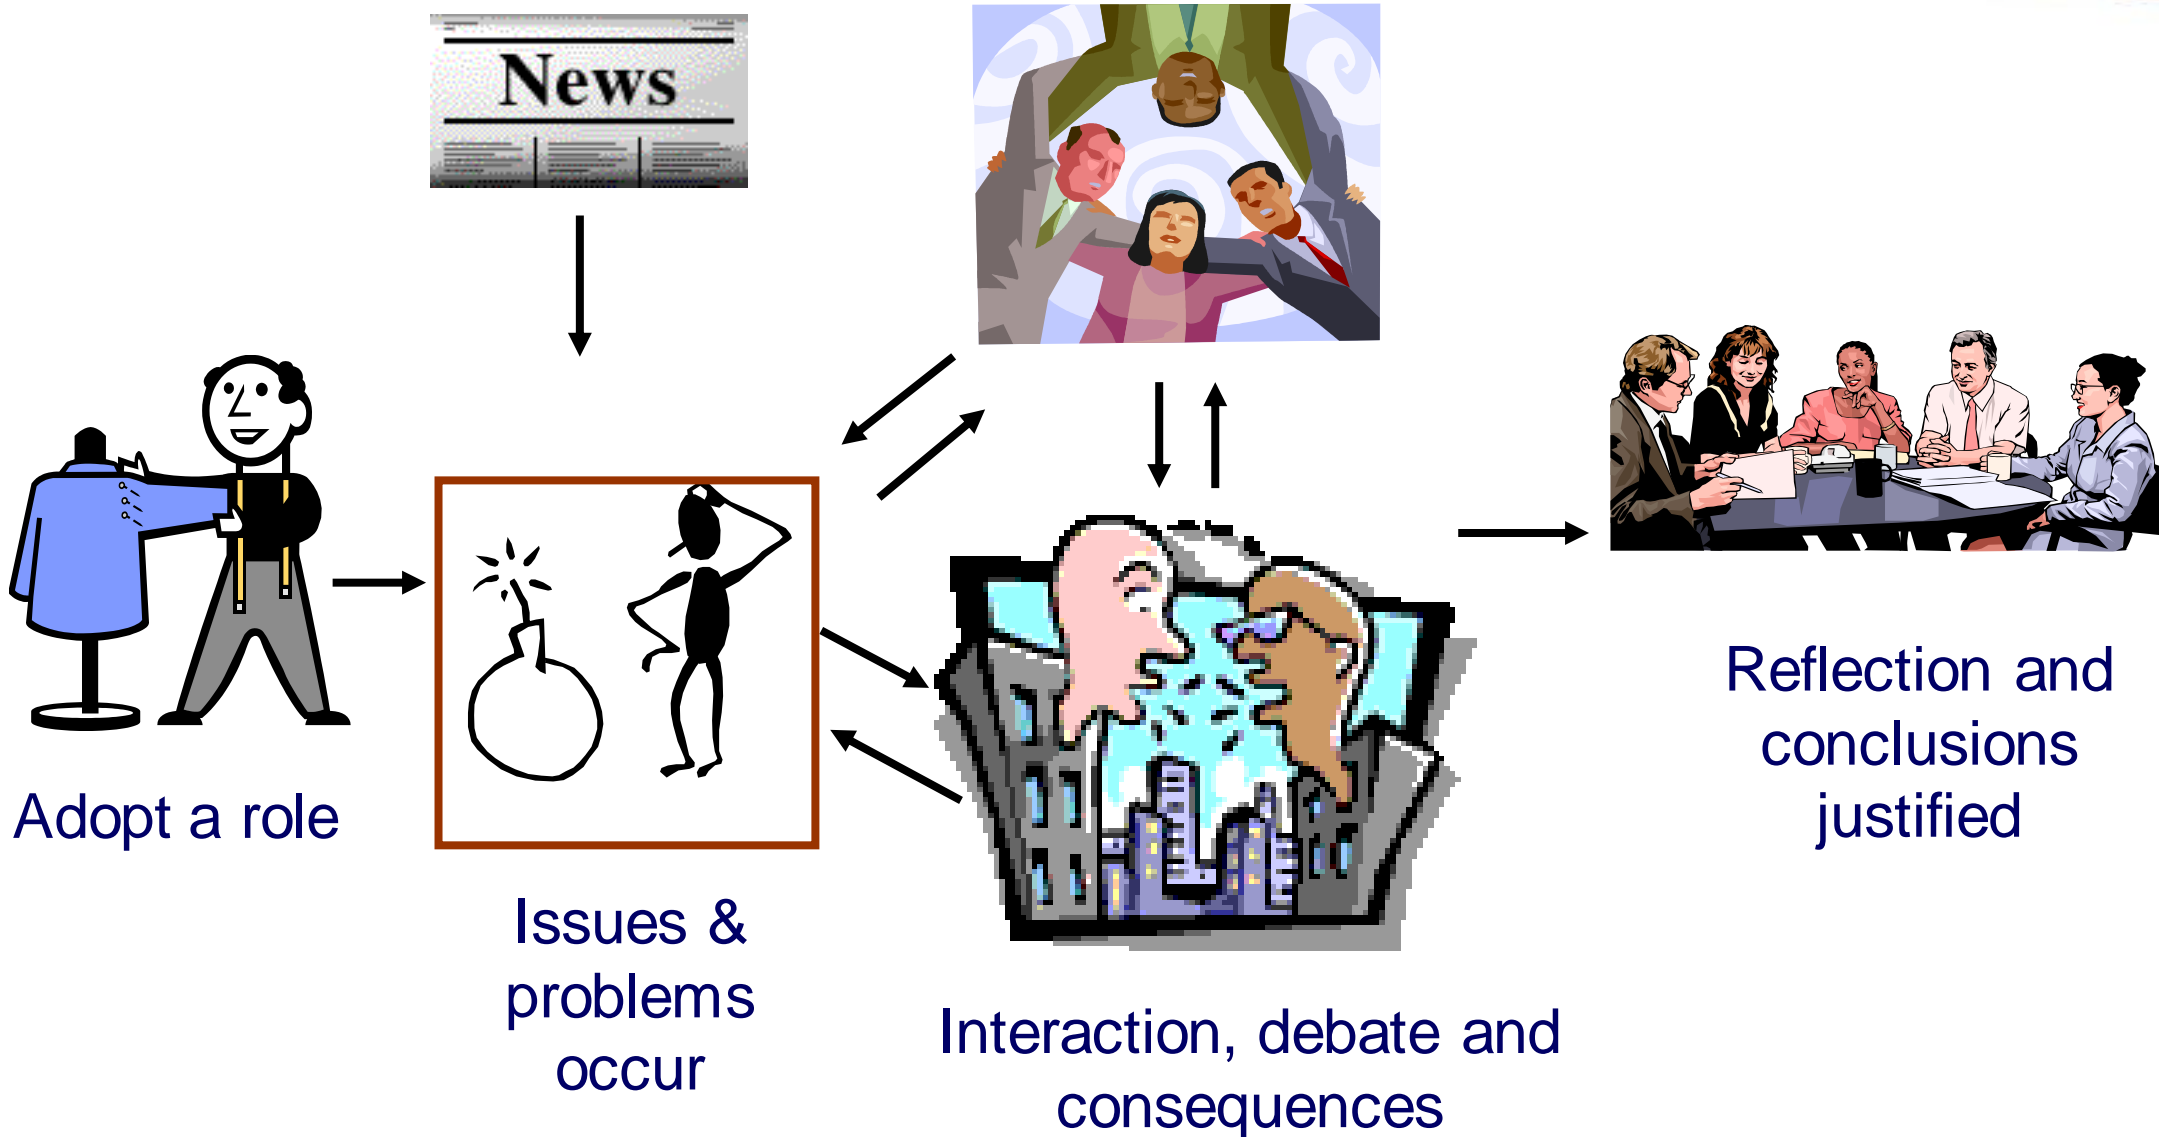 News
Adopt a role
Issues &
problems
occur
Interaction, debate and
consequences
Reflection and
conclusions
justified